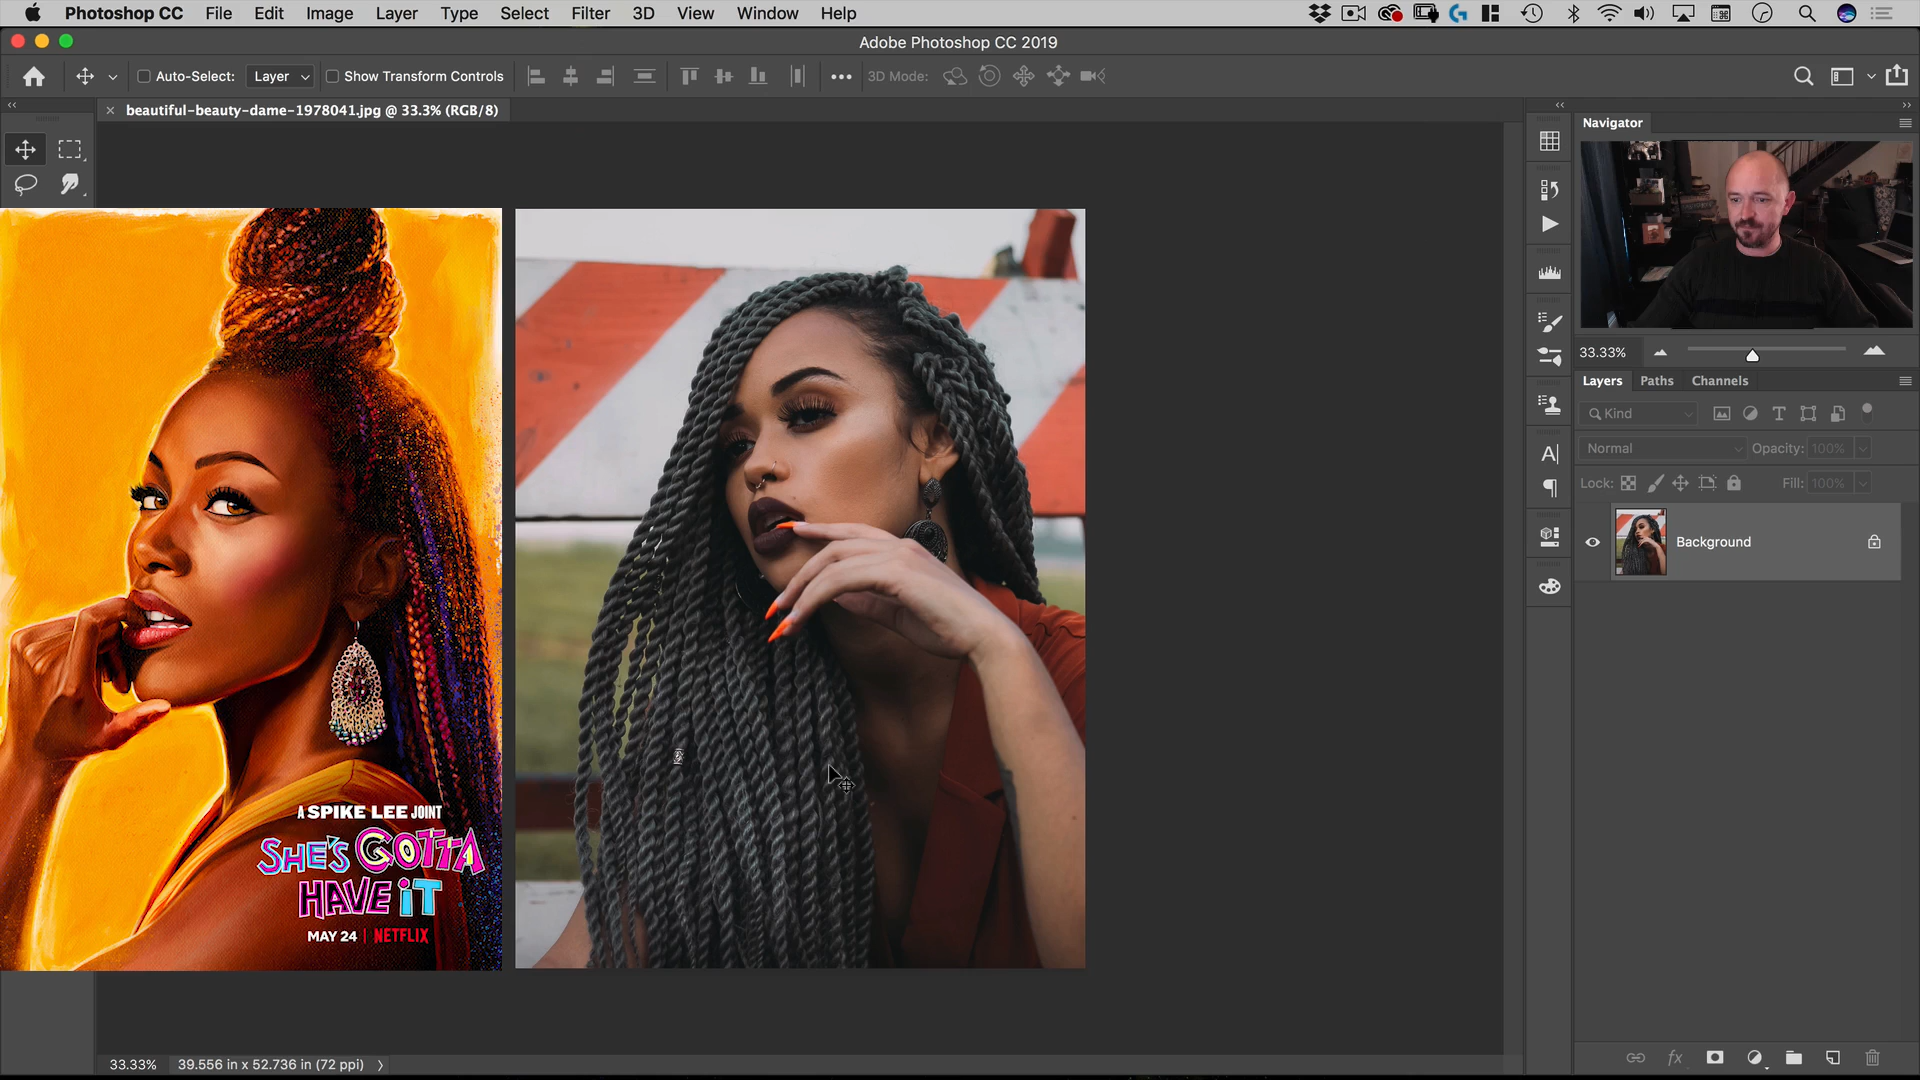 Photoshop CC File Edit Image Layer Type Select Filter 3D View Window Help
Adobe Photoshop CC 2019
Auto-Select: Layer Show Transform Controls 3D Mode:
beautiful-beauty-dame-1978041.jpg @ 33.3% (RGB/8)
Navigator
33.33%
Layers Paths Channels
Kind
Normal Opacity: 100%
Lock: Fill: 100%
Background
A SPIKE LEE JOINT
SHE'S GOTTA
HAVE iT
MAY 24 | NETFLIX
33.33% 39.556 in x 52.736 in (72 ppi)